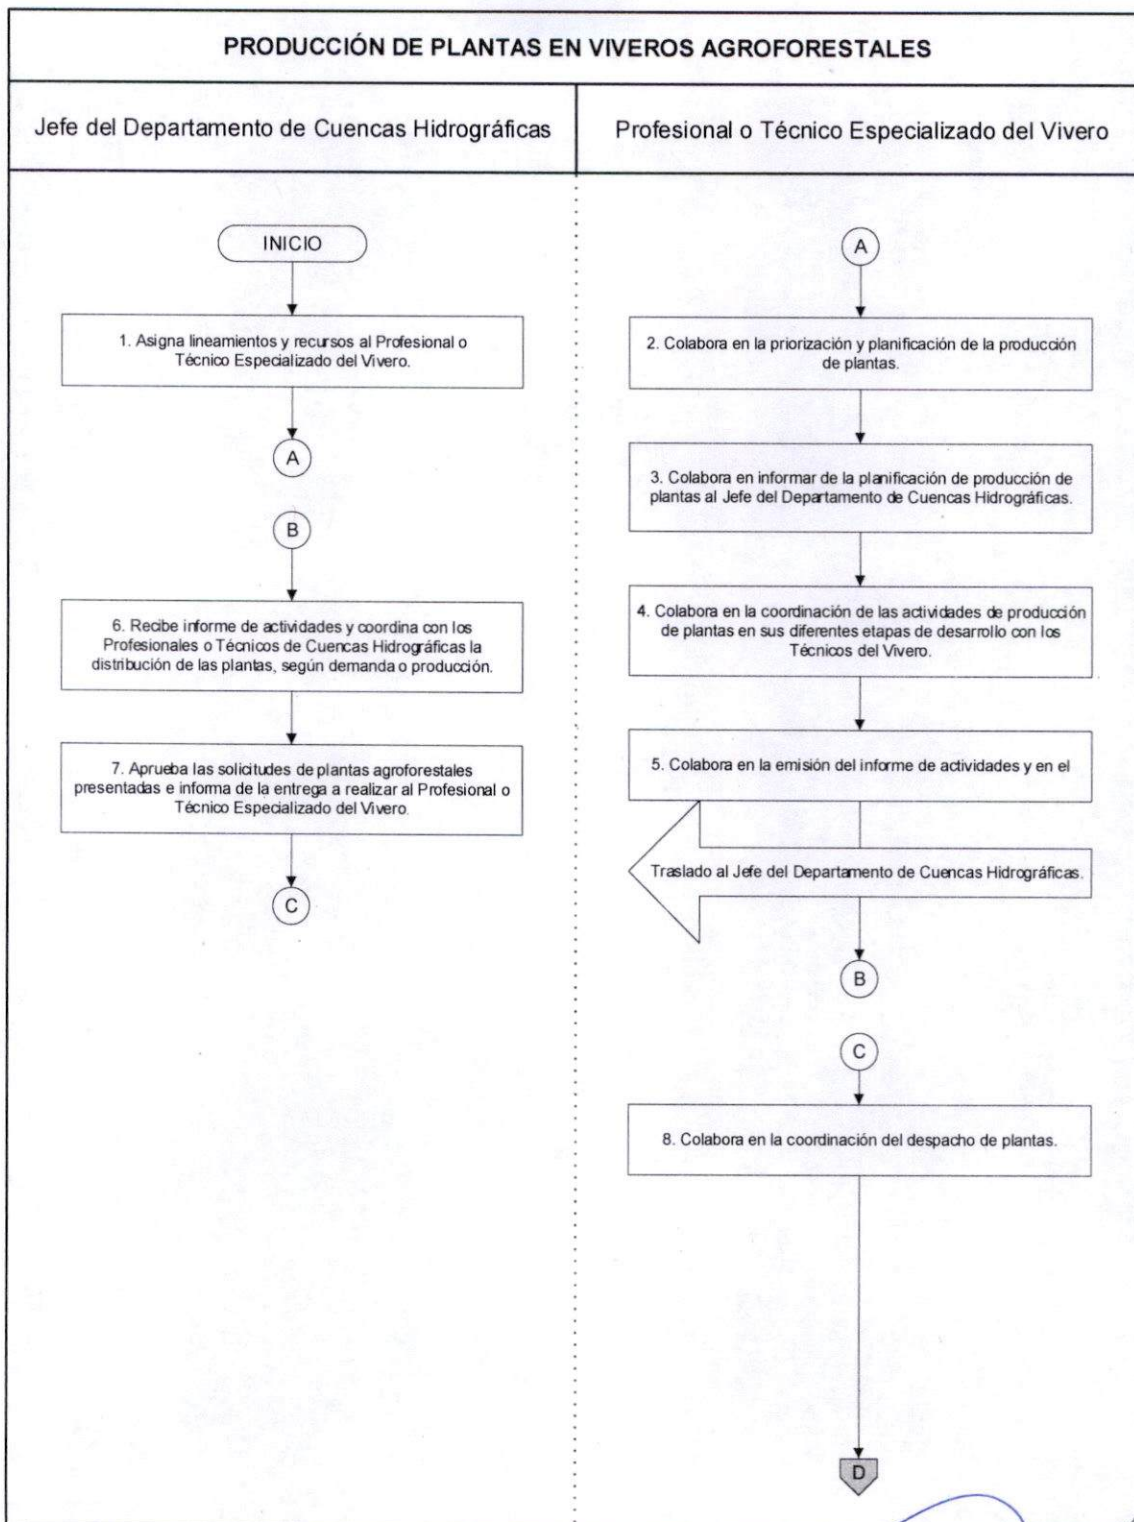 PRODUCCIÓN DE PLANTAS EN VIVEROS AGROFORESTALES
Jefe del Departamento de Cuencas Hidrográficas
Profesional o Técnico Especializado del Vivero
INICIO
1. Asigna lineamientos y recursos al Profesional o
Técnico Especializado del Vivero.
A
B
6. Recibe informe de actividades y coordina con los
Profesionales o Técnicos de Cuencas Hidrográficas la
distribución de las plantas, según demanda o producción.
7. Aprueba las solicitudes de plantas agroforestales
presentadas e informa de la entrega a realizar al Profesional o
Técnico Especializado del Vivero.
C
A
2. Colabora en la priorización y planificación de la producción
de plantas.
3. Colabora en informar de la planificación de producción de
plantas al Jefe del Departamento de Cuencas Hidrográficas.
4. Colabora en la coordinación de las actividades de producción
de plantas en sus diferentes etapas de desarrollo con los
Técnicos del Vivero.
5. Colabora en la emisión del informe de actividades y en el
Traslado al Jefe del Departamento de Cuencas Hidrográficas.
B
C
8. Colabora en la coordinación del despacho de plantas.
D